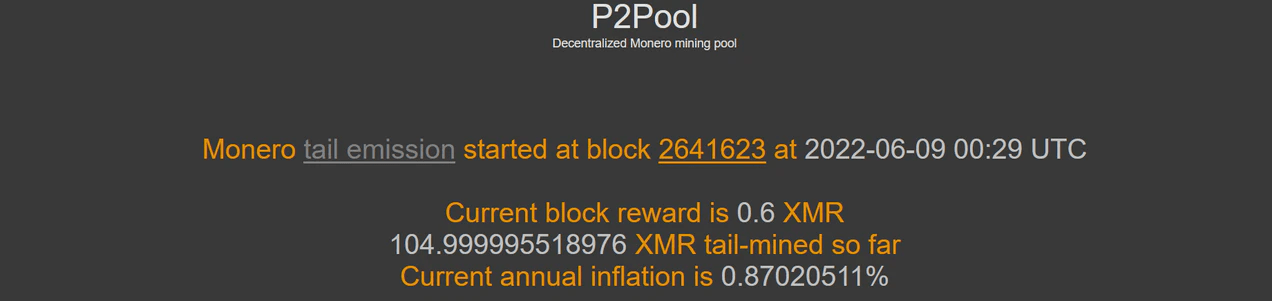 P2Pool
Decentralized Monero mining pool
Monero tail emission started at block 2641623 at 2022-06-09 00:29 UTC
Current block reward is 0.6 XMR
104.999995518976 XMR tail-mined so far
Current annual inflation is 0.87020511%